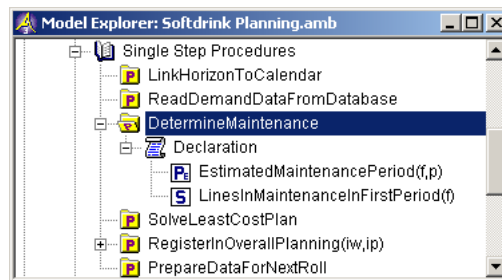 Model Explorer: Softdrink Planning.amb
Single Step Procedures
P LinkHorizonToCalendar
P ReadDemandDataFromDatabase
P DetermineMaintenance
Declaration
PE EstimatedMaintenancePeriod(f,p)
S LinesInMaintenanceInFirstPeriod(f)
P SolveLeastCostPlan
P RegisterInOverallPlanning(iw,ip)
P PrepareDataForNextRoll